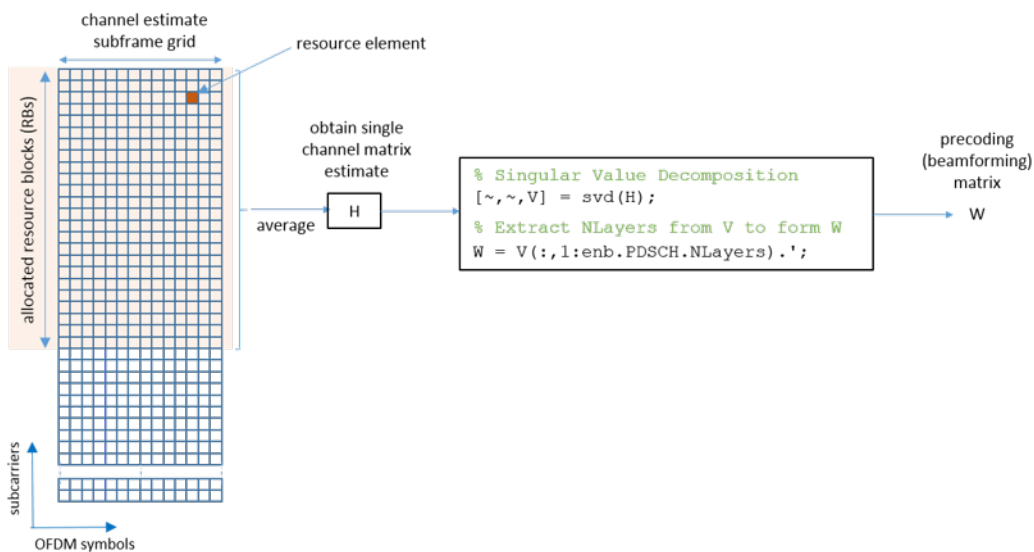 channel estimate
subframe grid
resource element
allocated resource blocks (RBs)
obtain single
channel matrix
estimate
H
average
% Singular Value Decomposition
[~,~,V] = svd(H);
% Extract NLayers from V to form W
W = V(:,1:enb.PDSCH.NLayers).';
precoding
(beamforming)
matrix
W
subcarriers
OFDM symbols